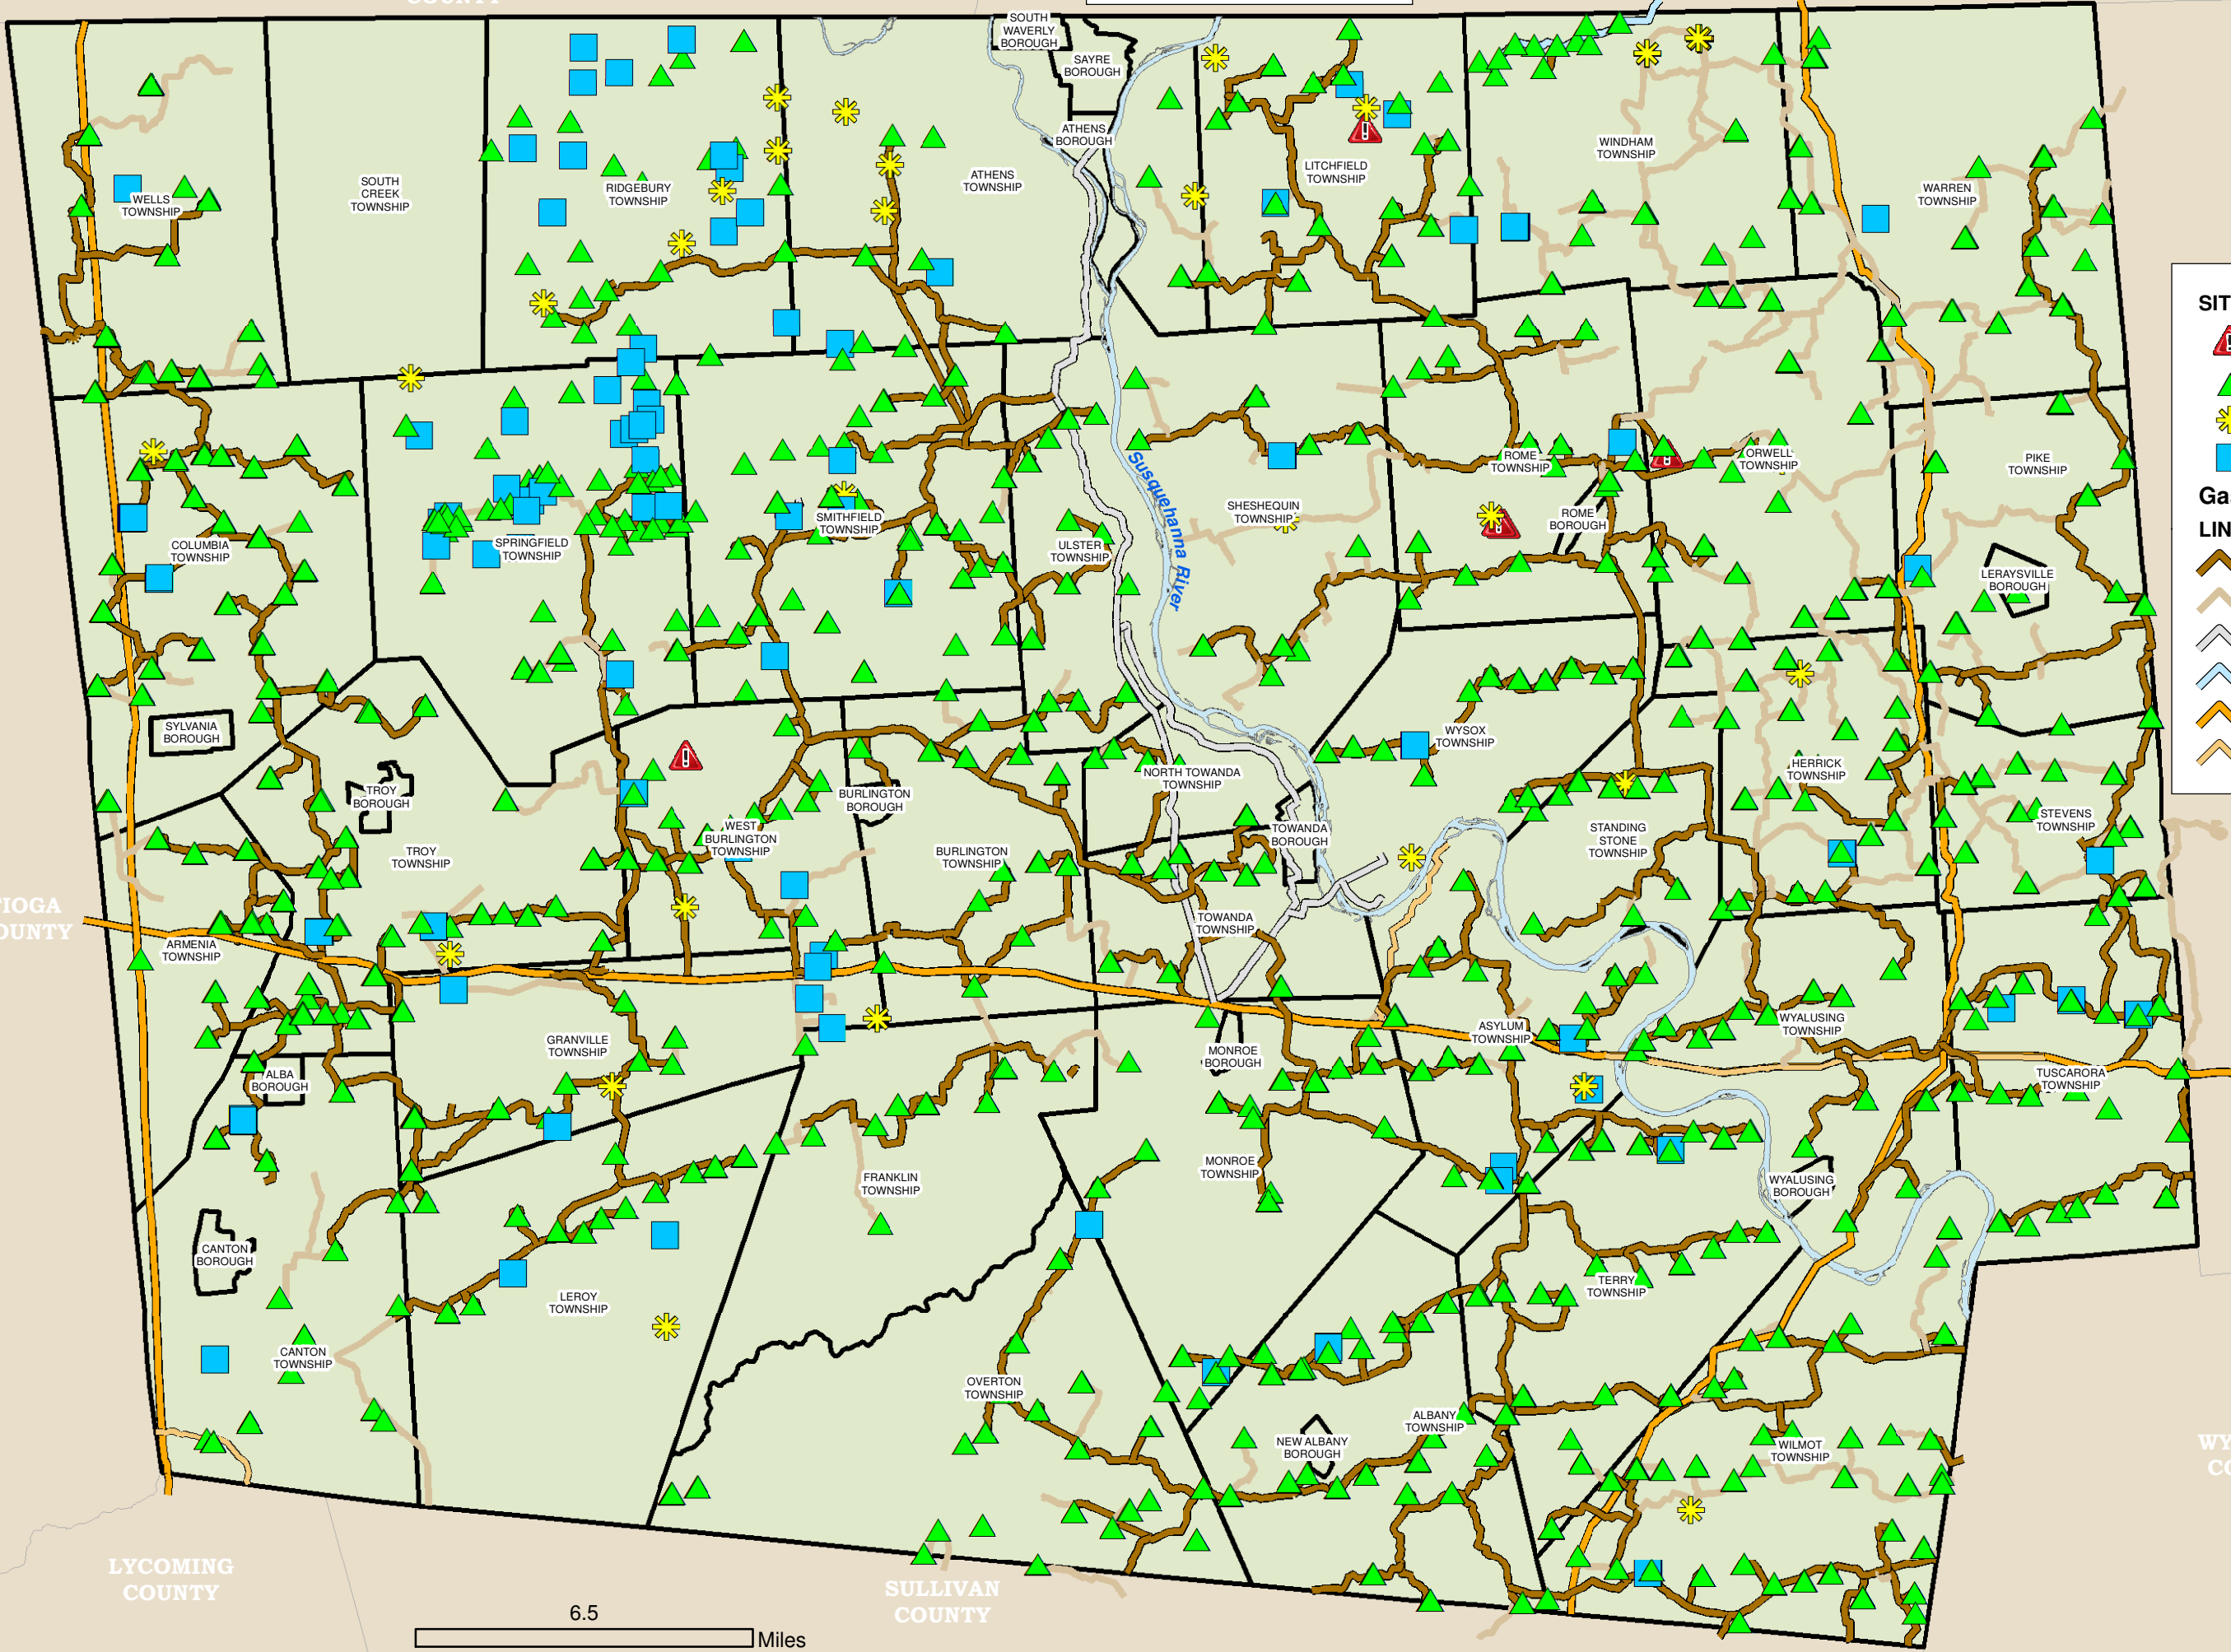 COUNTY
SOUTH
WAVERLY
BOROUGH
SAYRE
BOROUGH
ATHENS
BOROUGH
WINDHAM
TOWNSHIP
LITCHFIELD
TOWNSHIP
ATHENS
TOWNSHIP
SOUTH
CREEK
TOWNSHIP
RIDGEBURY
TOWNSHIP
WELLS
TOWNSHIP
WARREN
TOWNSHIP
SIT
Ga
LIN
ROME
TOWNSHIP
ORWELL
TOWNSHIP
PIKE
TOWNSHIP
Susquehanna River
SHESHEQUIN
TOWNSHIP
ROME
BOROUGH
SMITHFIELD
TOWNSHIP
SPRINGFIELD
TOWNSHIP
COLUMBIA
TOWNSHIP
ULSTER
TOWNSHIP
LERAYSVILLE
BOROUGH
SYLVANIA
BOROUGH
WYSOX
TOWNSHIP
NORTH TOWANDA
TOWNSHIP
HERRICK
TOWNSHIP
TROY
BOROUGH
BURLINGTON
BOROUGH
STEVENS
TOWNSHIP
WEST
BURLINGTON
TOWNSHIP
TOWANDA
BOROUGH
STANDING
STONE
TOWNSHIP
TROY
TOWNSHIP
BURLINGTON
TOWNSHIP
TIOGA
COUNTY
ARMENIA
TOWNSHIP
TOWANDA
TOWNSHIP
GRANVILLE
TOWNSHIP
MONROE
BOROUGH
ASYLUM
TOWNSHIP
WYALUSING
TOWNSHIP
ALBA
BOROUGH
TUSCARORA
TOWNSHIP
FRANKLIN
TOWNSHIP
MONROE
TOWNSHIP
WYALUSING
BOROUGH
CANTON
BOROUGH
LEROY
TOWNSHIP
TERRY
TOWNSHIP
CANTON
TOWNSHIP
OVERTON
TOWNSHIP
ALBANY
TOWNSHIP
NEW ALBANY
BOROUGH
WILMOT
TOWNSHIP
WY
CO
LYCOMING
COUNTY
SULLIVAN
COUNTY
6.5
Miles